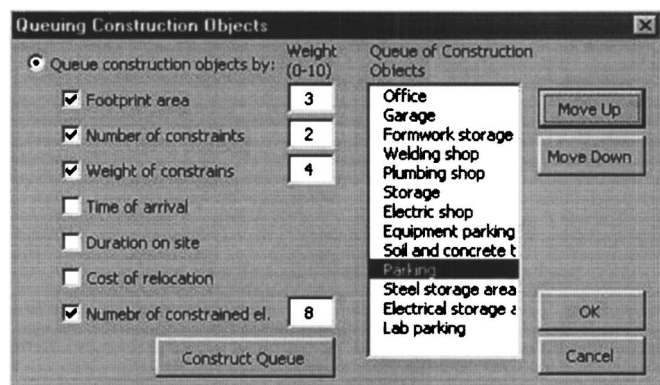 Queuing Construction Objects
Queue construction objects by:
Weight
(0-10)
Footprint area
3
Number of constraints
2
Weight of constrains
4
Time of arrival
Duration on site
Cost of relocation
Numebr of constrained el.
8
Construct Queue
Queue of Construction
Objects
Office
Garage
Formwork storage
Welding shop
Plumbing shop
Storage
Electric shop
Equipment parking
Soil and concrete t
Parking
Steel storage area
Electrical storage a
Lab parking
Move Up
Move Down
OK
Cancel